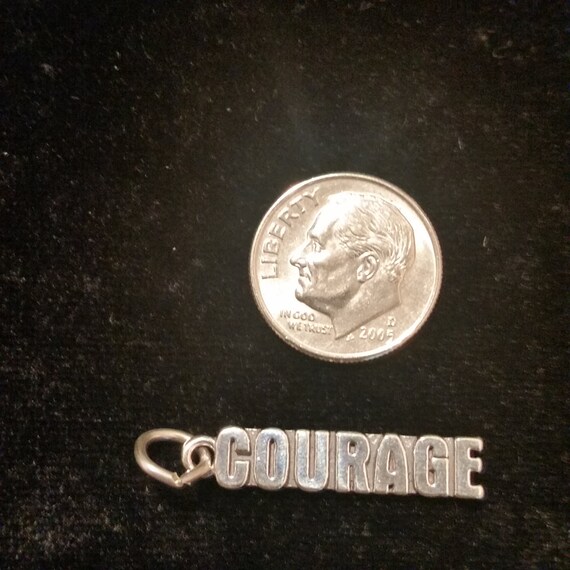 LIBERTY
IN GOD
WE TRUST
D
2005
COURAGE